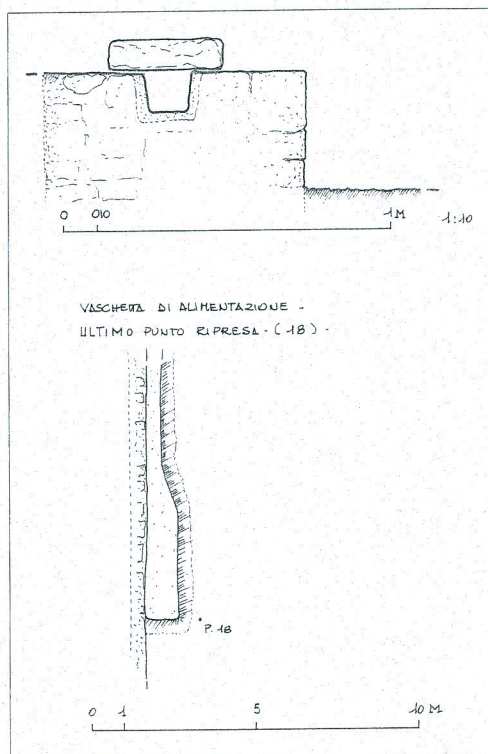 0 010 1M 1:10
VASCHETTA DI ALIMENTAZIONE -
ULTIMO PUNTO RIPRESA - (18) -
P. 18
0 1 5 10 M